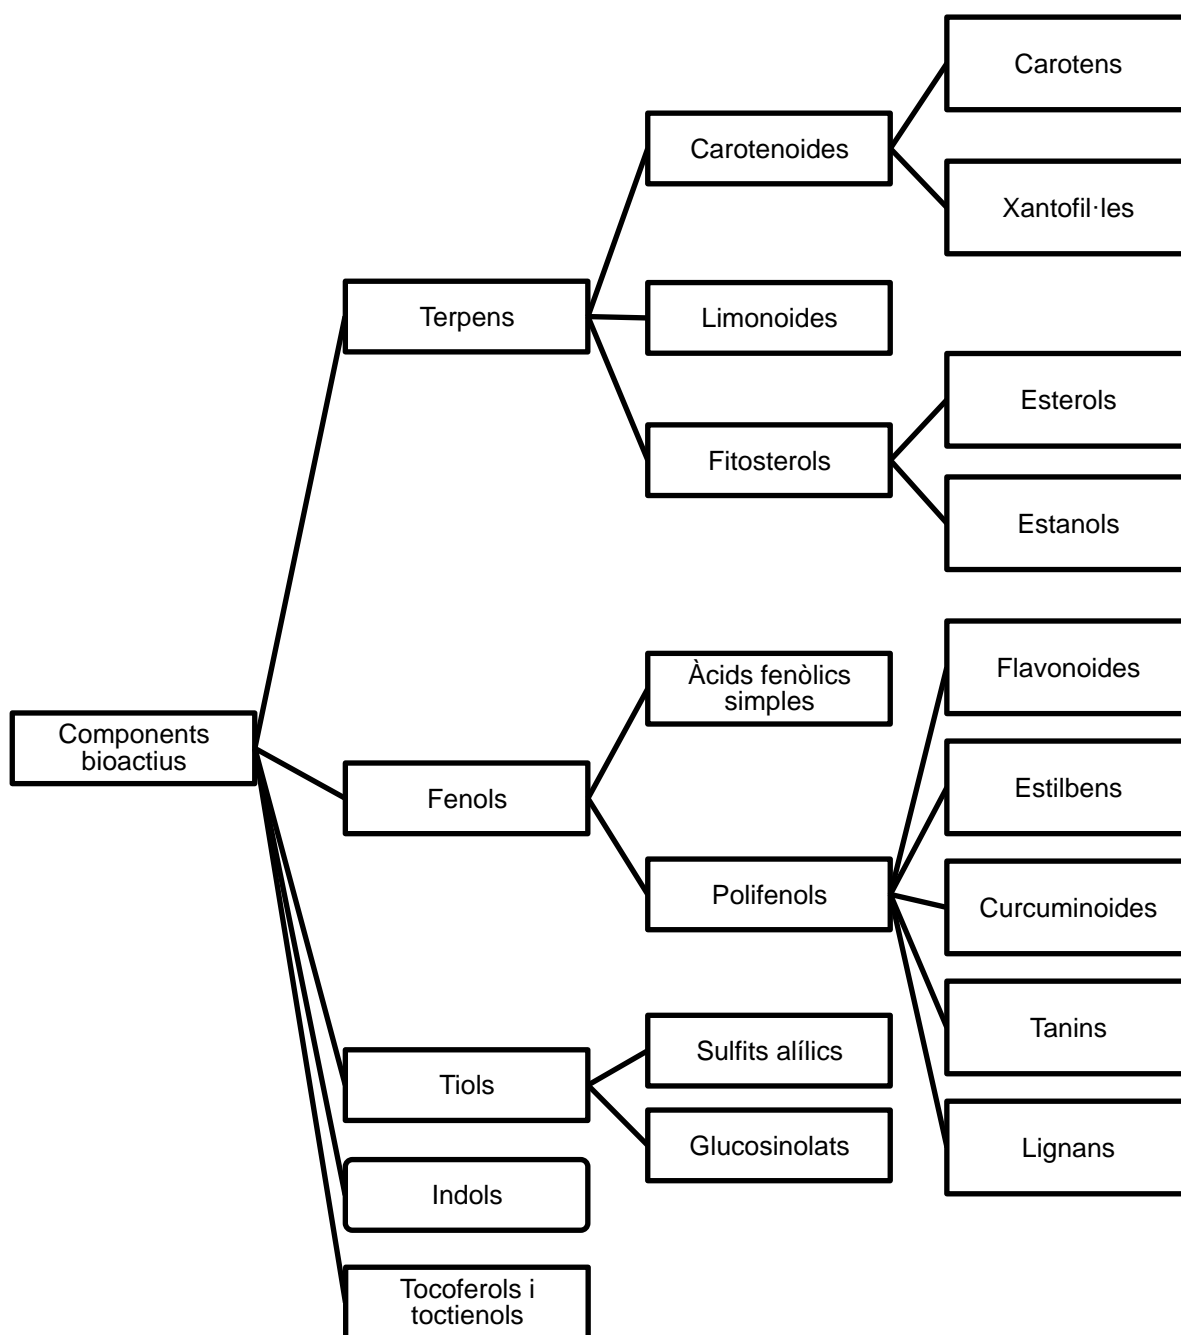 Components
bioactius
Terpens
Carotenoides
Carotens
Xantofil·les
Limonoides
Fitosterols
Esterols
Estanols
Fenols
Àcids fenòlics
simples
Polifenols
Flavonoides
Estilbens
Curcuminoides
Tanins
Lignans
Tiols
Sulfits alílics
Glucosinolats
Indols
Tocoferols i
toctienols